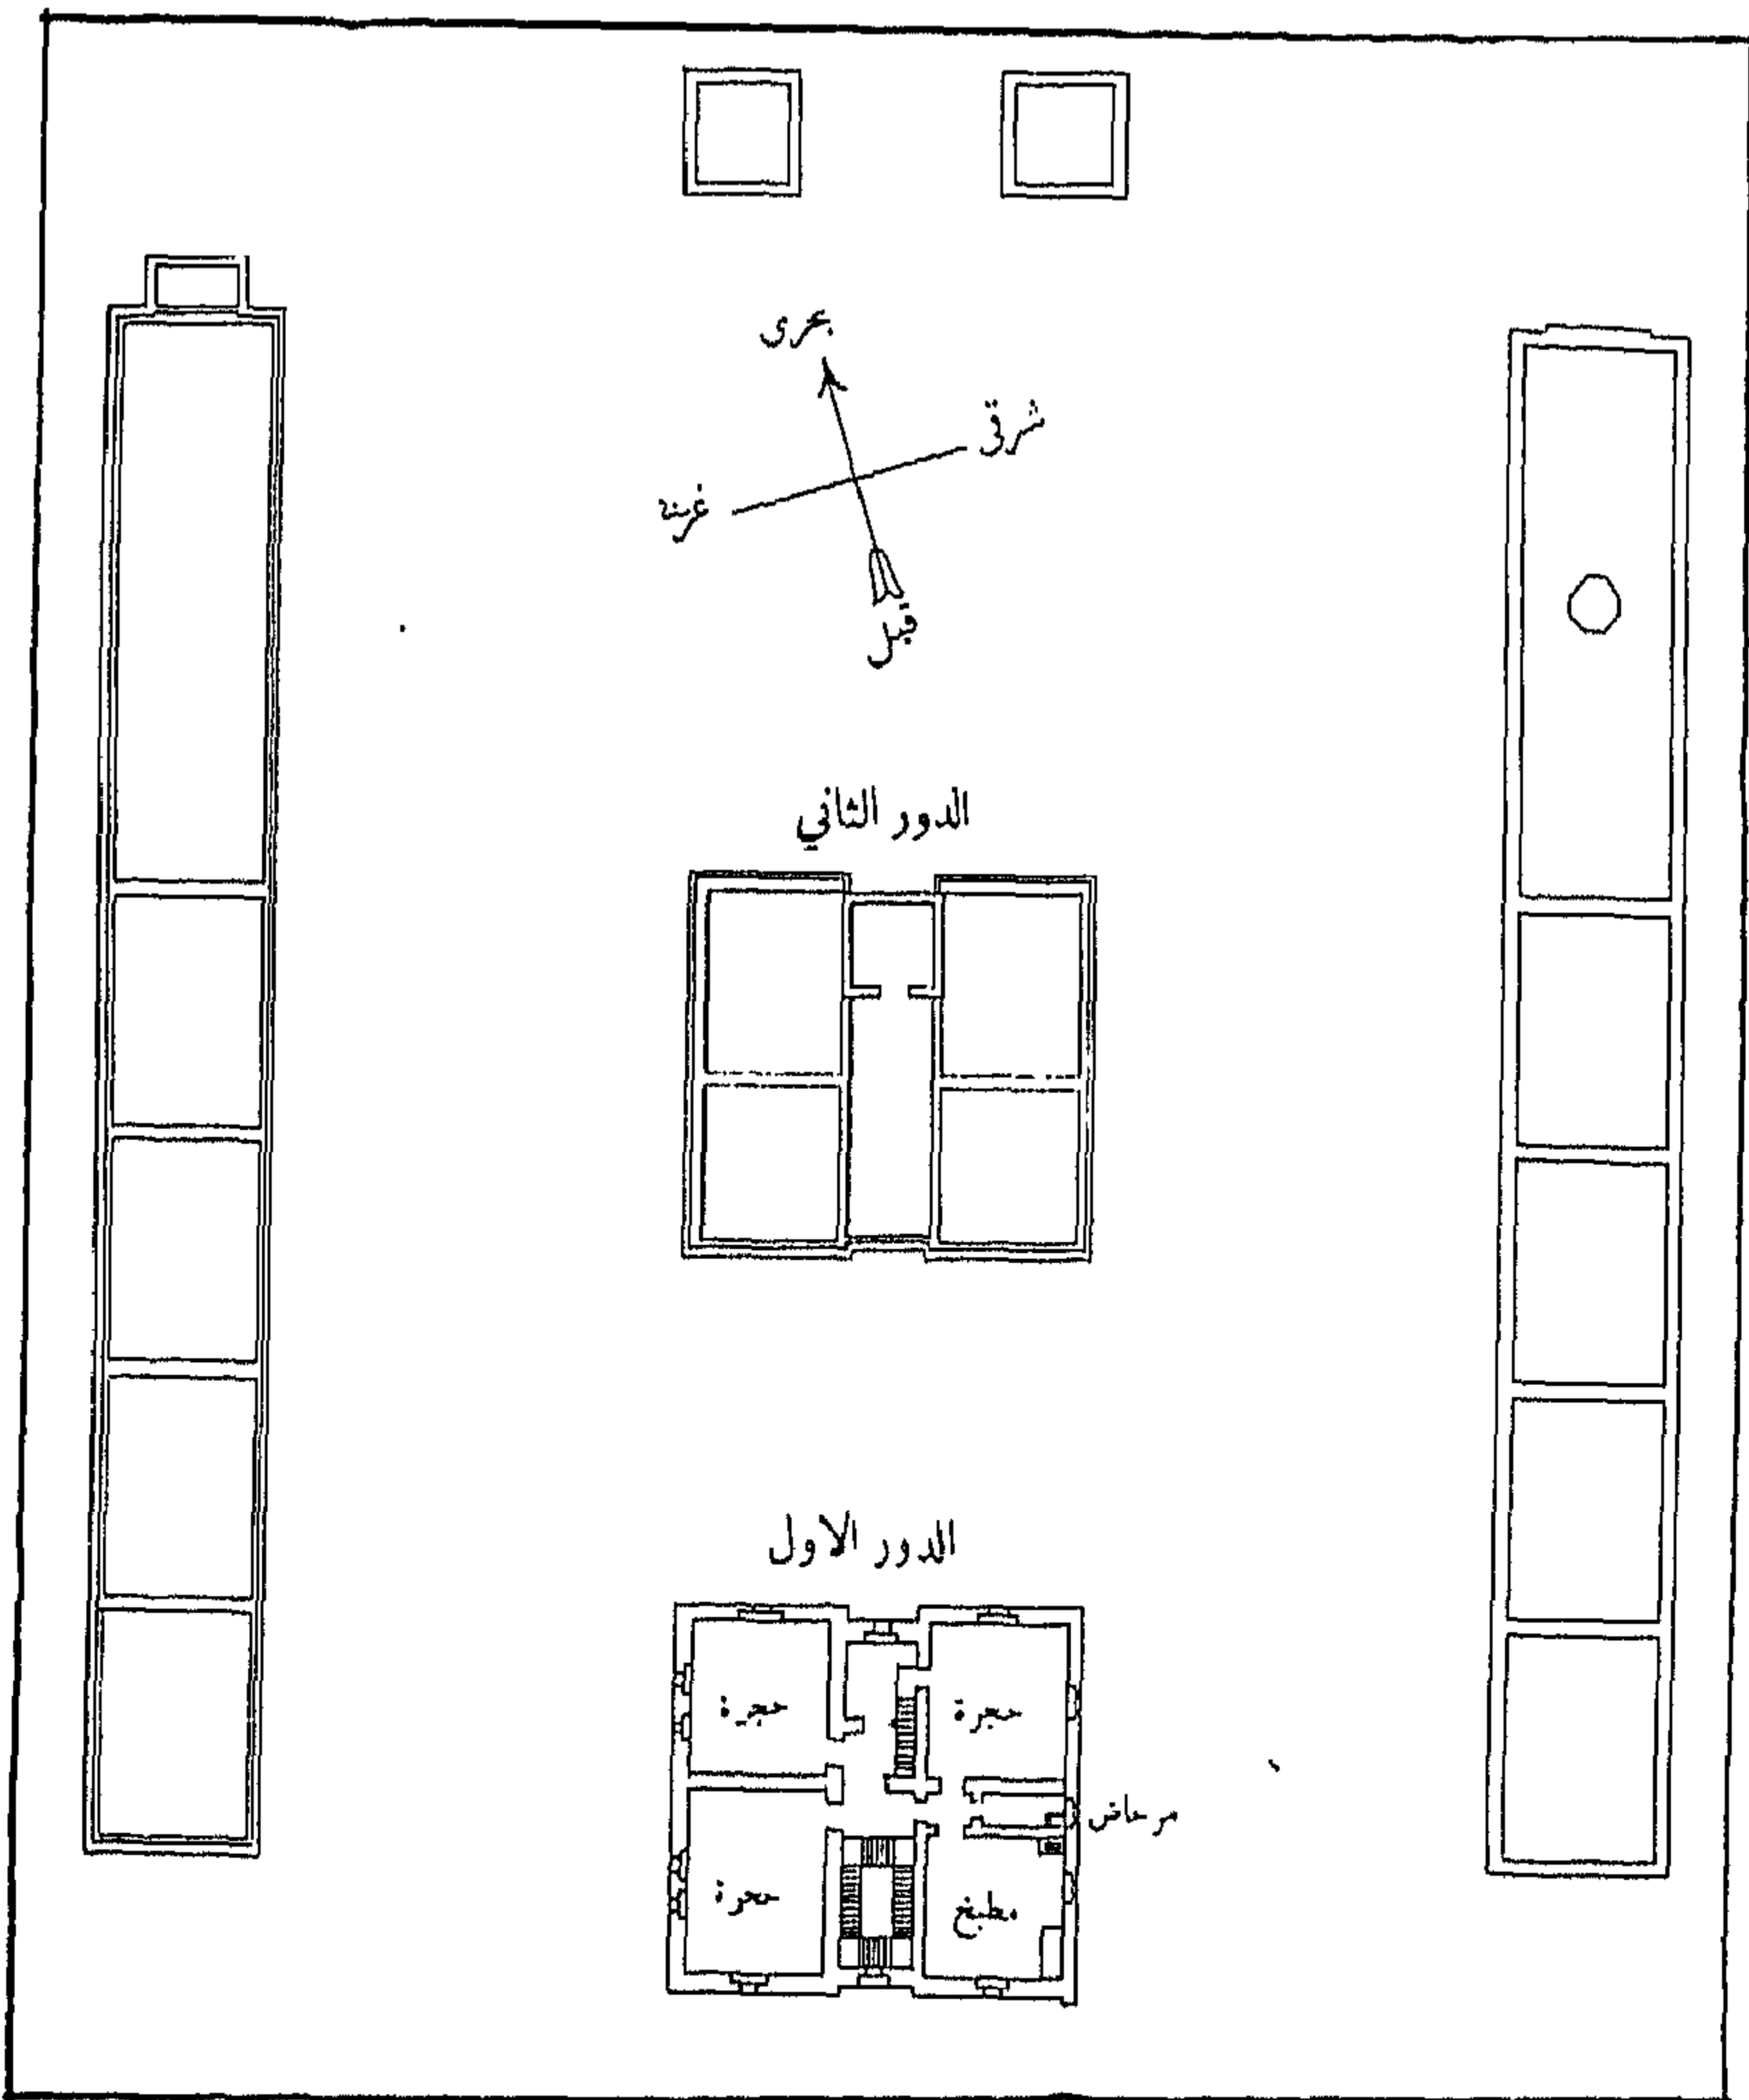 بحرى
شرقى
غربى
قبلى
الدور الثاني
الدور الاول
حجرة
حجرة
مرحاض
حجرة
مطبخ